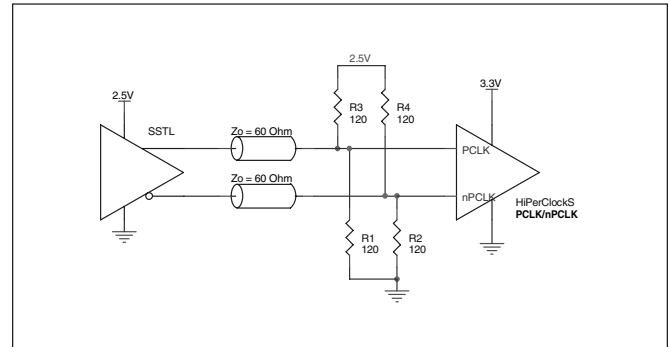 2.5V
3.3V
2.5V
R3
120
R4
120
SSTL
Zo = 60 Ohm
PCLK
Zo = 60 Ohm
nPCLK
HiPerClockS
PCLK/nPCLK
R1
120
R2
120